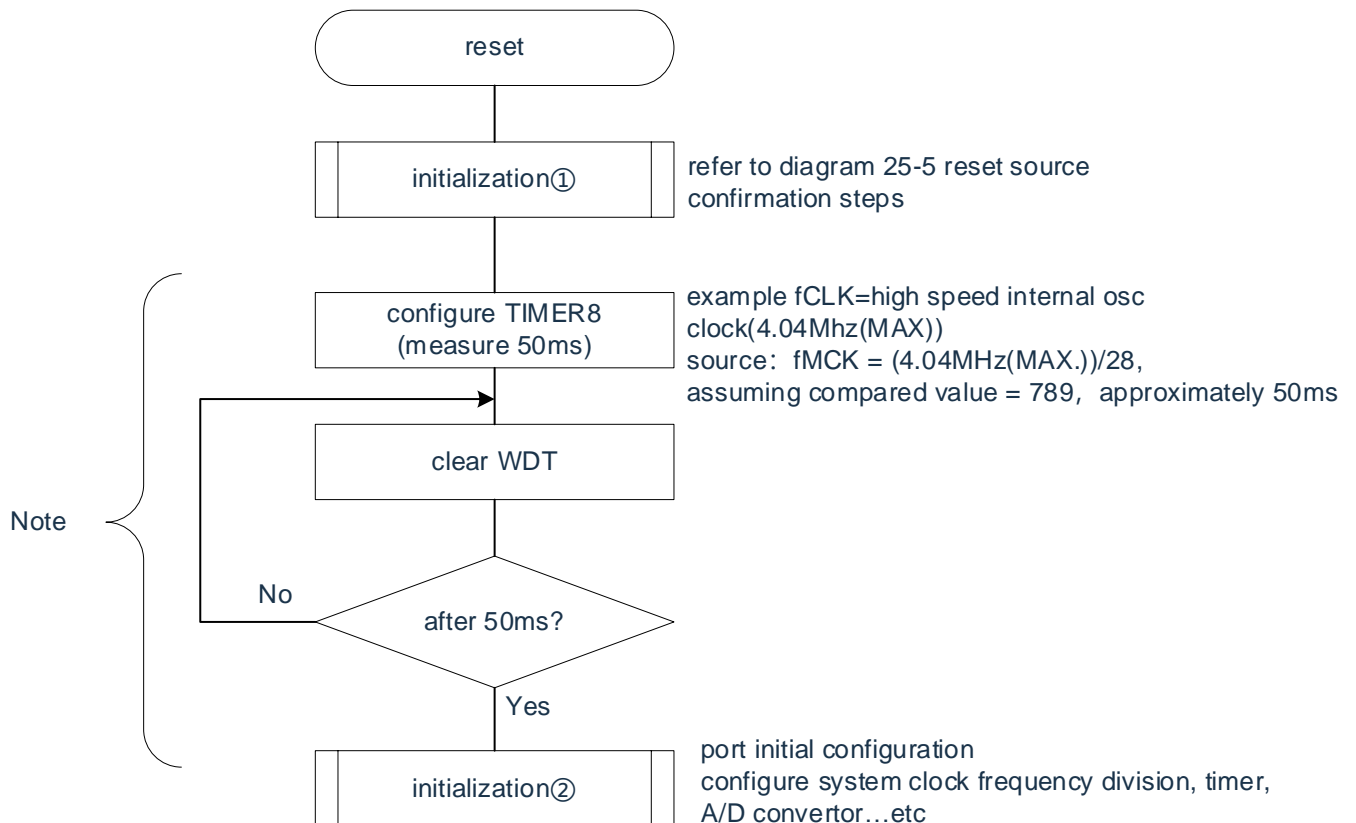 reset
initialization①
refer to diagram 25-5 reset source
confirmation steps
configure TIMER8
(measure 50ms)
example fCLK=high speed internal osc
clock(4.04Mhz(MAX))
source：fMCK = (4.04MHz(MAX.))/28,
assuming compared value = 789，approximately 50ms
clear WDT
Note
No
after 50ms?
Yes
initialization②
port initial configuration
configure system clock frequency division, timer,
A/D convertor...etc